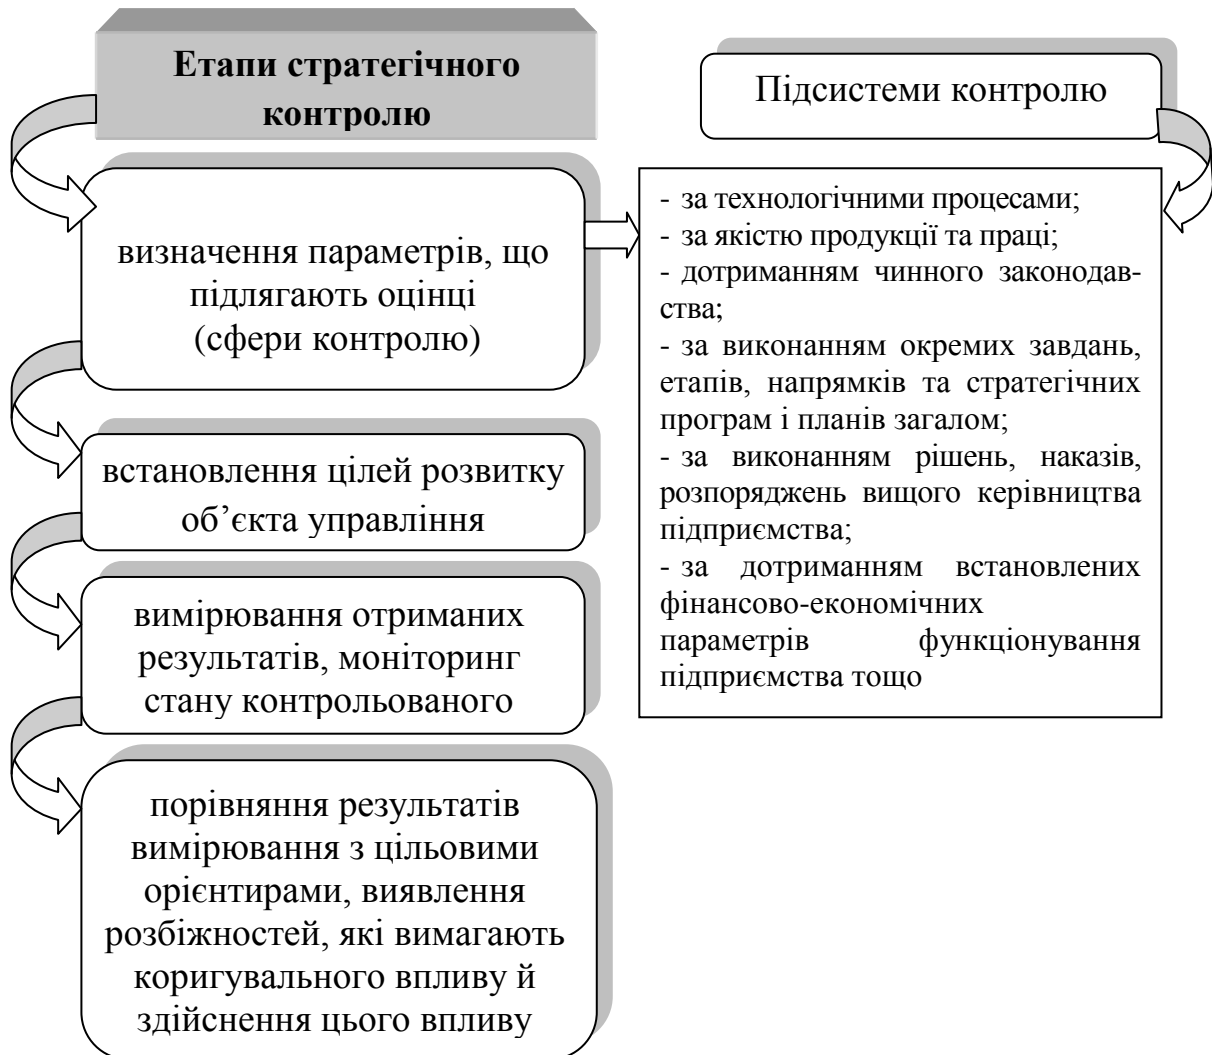 Етапи стратегічного
контролю
визначення параметрів, що
підлягають оцінці
(сфери контролю)
встановлення цілей розвитку
об’єкта управління
вимірювання отриманих
результатів, моніторинг
стану контрольованого
порівняння результатів
вимірювання з цільовими
орієнтирами, виявлення
розбіжностей, які вимагають
коригувального впливу й
здійснення цього впливу
Підсистеми контролю
- за технологічними процесами;
- за якістю продукції та праці;
- дотриманням чинного законодав-
ства;
- за виконанням окремих завдань,
етапів, напрямків та стратегічних
програм і планів загалом;
- за виконанням рішень, наказів,
розпоряджень вищого керівництва
підприємства;
- за дотриманням встановлених
фінансово-економічних
параметрів функціонування
підприємства тощо